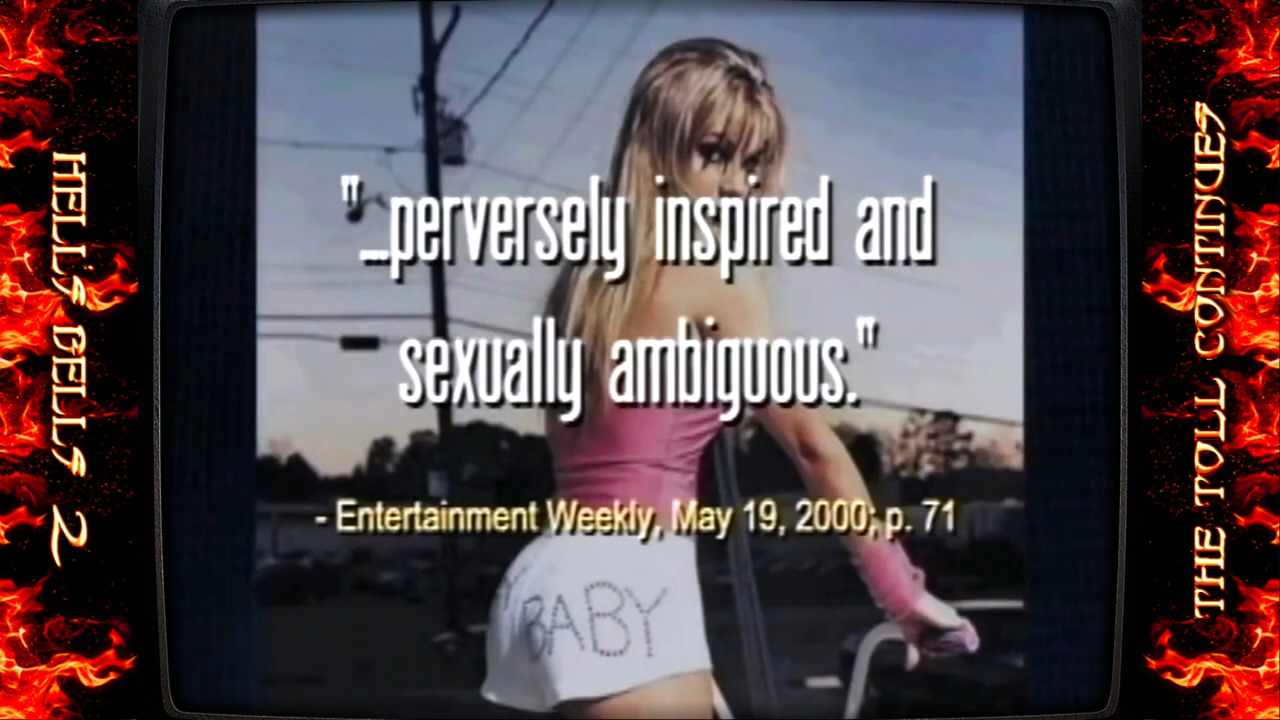 HELL'S BELLS 2
"...perversely inspired and
sexually ambiguous."
- Entertainment Weekly, May 19, 2000; p. 71
BABY
THE TOLL CONTINUES